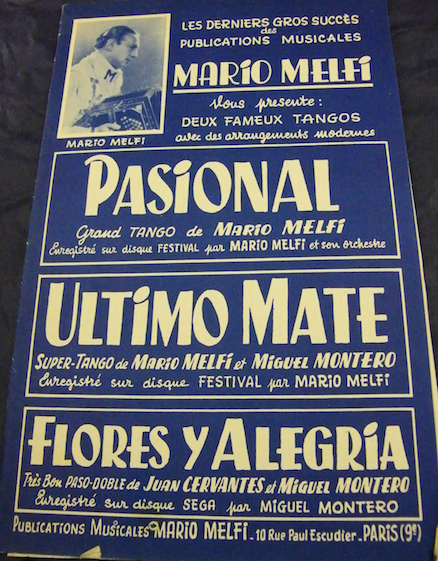 LES DERNIERS GROS SUCCÈS
des
PUBLICATIONS MUSICALES
MARIO MELFI
Vous presente:
DEUX FAMEUX TANGOS
avec des arrangements modernes
M
MARIO MELFI
PASIONAL
Grand TANGO de MARIO MELFI
Enregistré sur disque FESTIVAL par MARIO MELFI et son orchestre
ULTIMO MATE
SUPER-TANGO de MARIO MELFI et MIGUEL MONTERO
Enregistré sur disque FESTIVAL par MARIO MELFI
FLORES Y ALEGRIA
Très Bon PASO-DOBLE de JUAN CERVANTES et MIGUEL MONTERO
Enregistré sur disque SEGA par MIGUEL MONTERO
PUBLICATIONS MUSICALES MARIO MELFI - 10 Rue Paul Escudier - PARIS (9e)